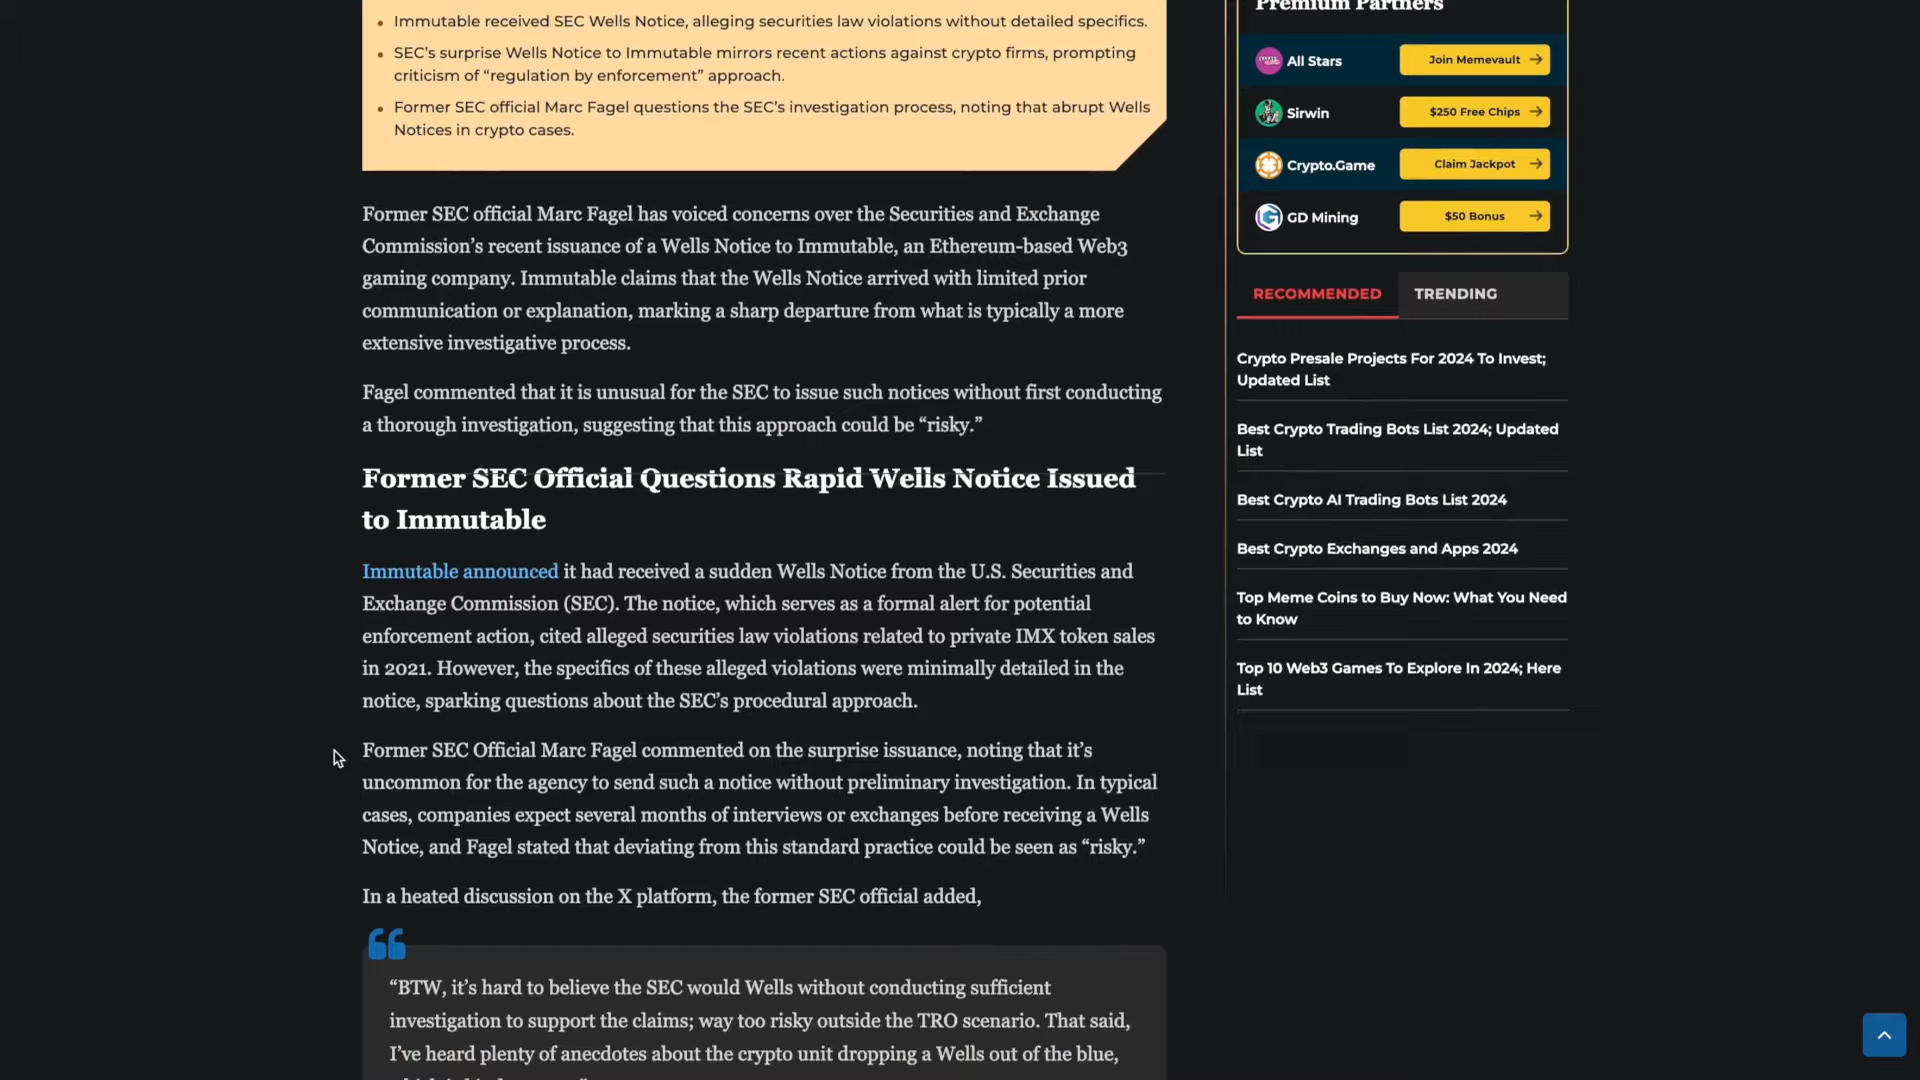 Immutable received SEC Wells Notice, alleging securities law violations without detailed specifics.
SEC’s surprise Wells Notice to Immutable mirrors recent actions against crypto firms, prompting
criticism of “regulation by enforcement” approach.
Former SEC official Marc Fagel questions the SEC’s investigation process, noting that abrupt Wells
Notices in crypto cases.
Former SEC official Marc Fagel has voiced concerns over the Securities and Exchange
Commission’s recent issuance of a Wells Notice to Immutable, an Ethereum-based Web3
gaming company. Immutable claims that the Wells Notice arrived with limited prior
communication or explanation, marking a sharp departure from what is typically a more
extensive investigative process.
Fagel commented that it is unusual for the SEC to issue such notices without first conducting
a thorough investigation, suggesting that this approach could be “risky.”
Former SEC Official Questions Rapid Wells Notice Issued
to Immutable
Immutable announced it had received a sudden Wells Notice from the U.S. Securities and
Exchange Commission (SEC). The notice, which serves as a formal alert for potential
enforcement action, cited alleged securities law violations related to private IMX token sales
in 2021. However, the specifics of these alleged violations were minimally detailed in the
notice, sparking questions about the SEC’s procedural approach.
Former SEC Official Marc Fagel commented on the surprise issuance, noting that it’s
uncommon for the agency to send such a notice without preliminary investigation. In typical
cases, companies expect several months of interviews or exchanges before receiving a Wells
Notice, and Fagel stated that deviating from this standard practice could be seen as “risky.”
In a heated discussion on the X platform, the former SEC official added,
“BTW, it’s hard to believe the SEC would Wells without conducting sufficient
investigation to support the claims; way too risky outside the TRO scenario. That said,
I’ve heard plenty of anecdotes about the crypto unit dropping a Wells out of the blue,
Premium Partners
All Stars
Join Memevault →
Sirwin
$250 Free Chips →
Crypto.Game
Claim Jackpot →
GD Mining
$50 Bonus →
RECOMMENDED
TRENDING
Crypto Presale Projects For 2024 To Invest;
Updated List
Best Crypto Trading Bots List 2024; Updated
List
Best Crypto AI Trading Bots List 2024
Best Crypto Exchanges and Apps 2024
Top Meme Coins to Buy Now: What You Need
to Know
Top 10 Web3 Games To Explore In 2024; Here
List